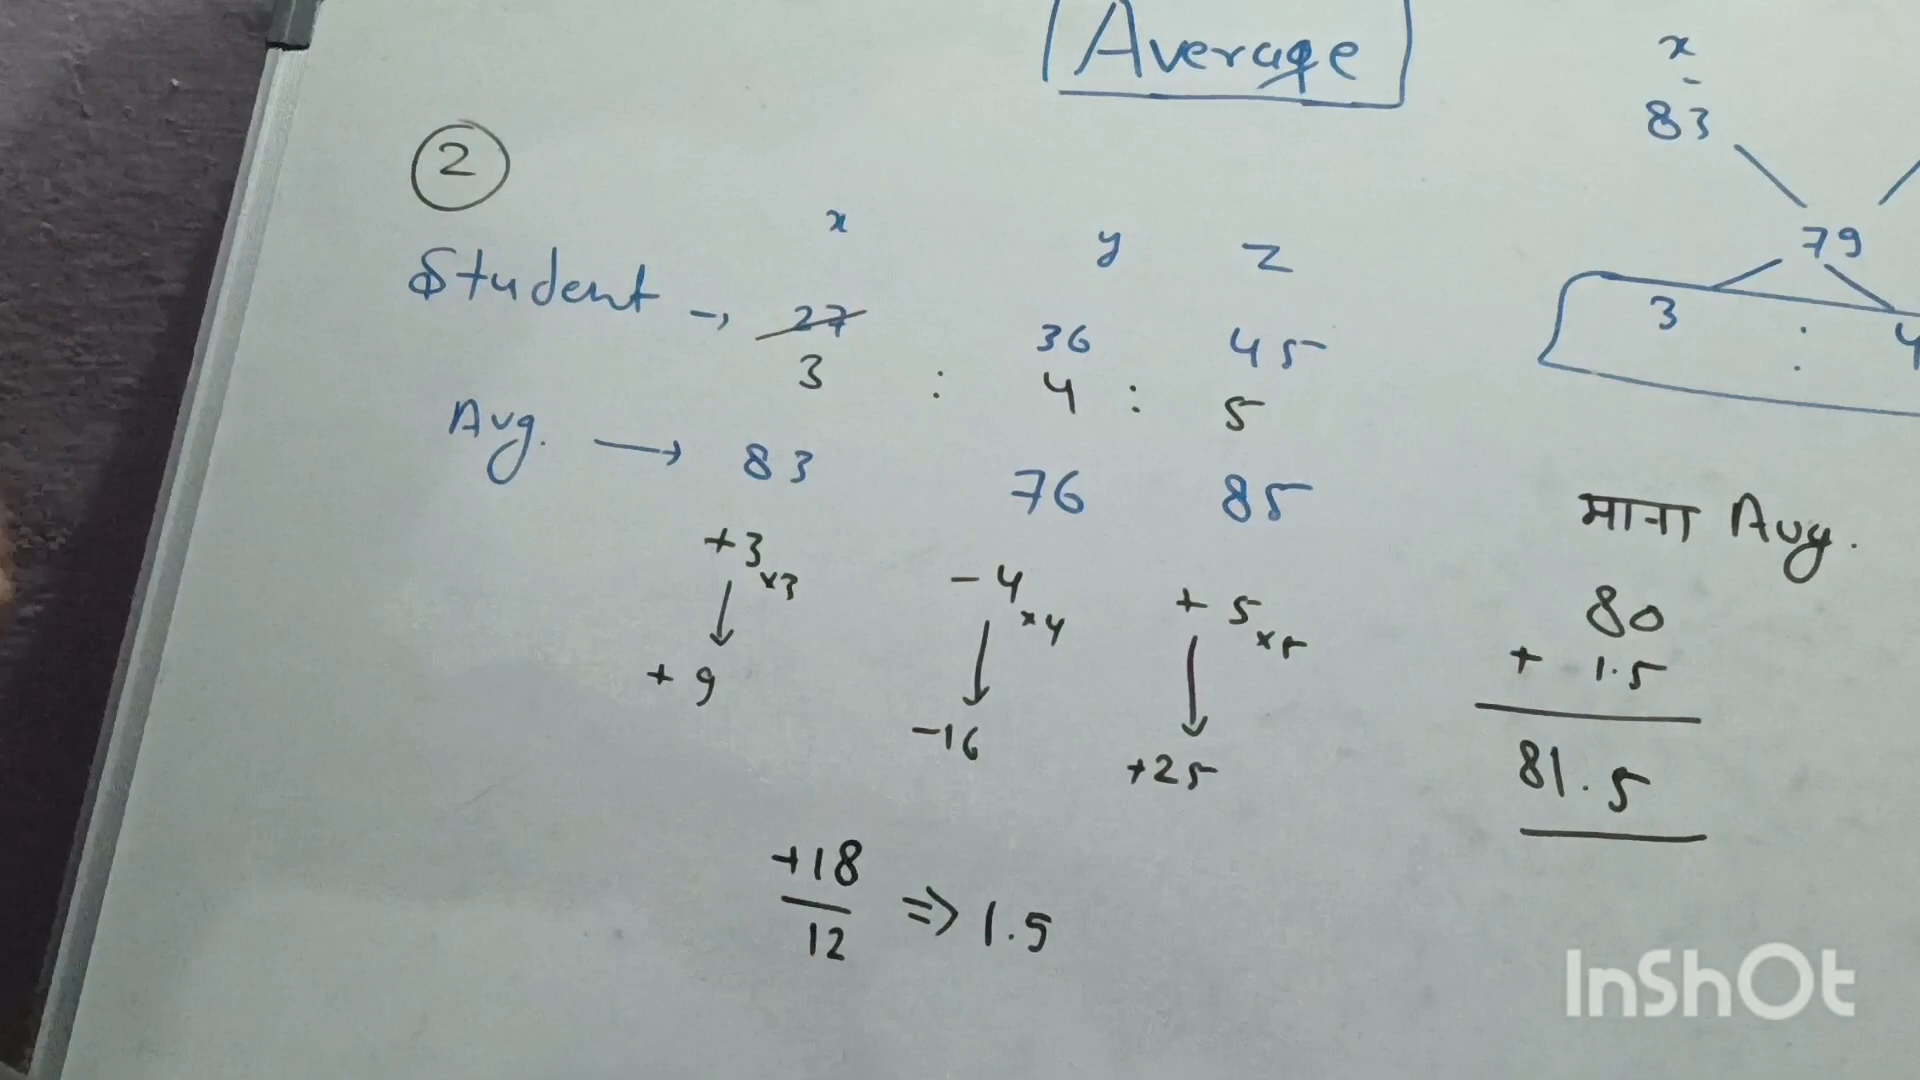 Average
x
83
79
3 : 4
2
x y z
Student → 27 36 45
3 : 4 : 5
Avg. → 83 76 85
+3 ×3 -4 ×4 +5 ×5
+9 -16 +25
+18
12
⇒ 1.5
माना Avg.
80
+ 1.5
81.5
InShOt